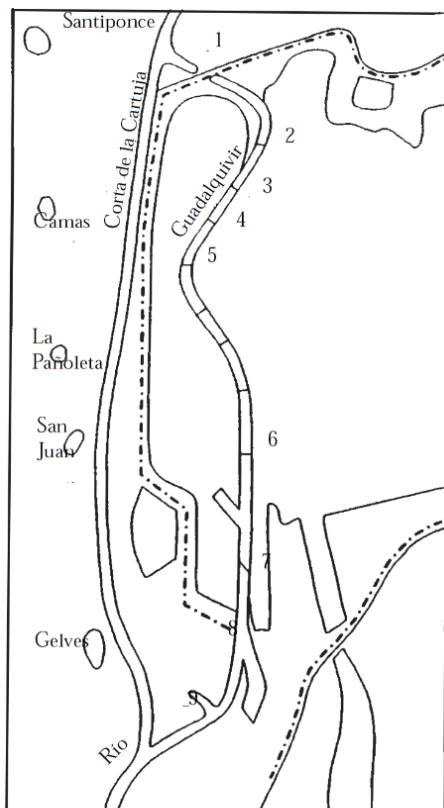 Santiponce
1
Corta de la Cartuja
2
Guadalquivir
3
Camas
4
5
La
Pañoleta
San
Juan
6
7
Gelves
8
9
Río